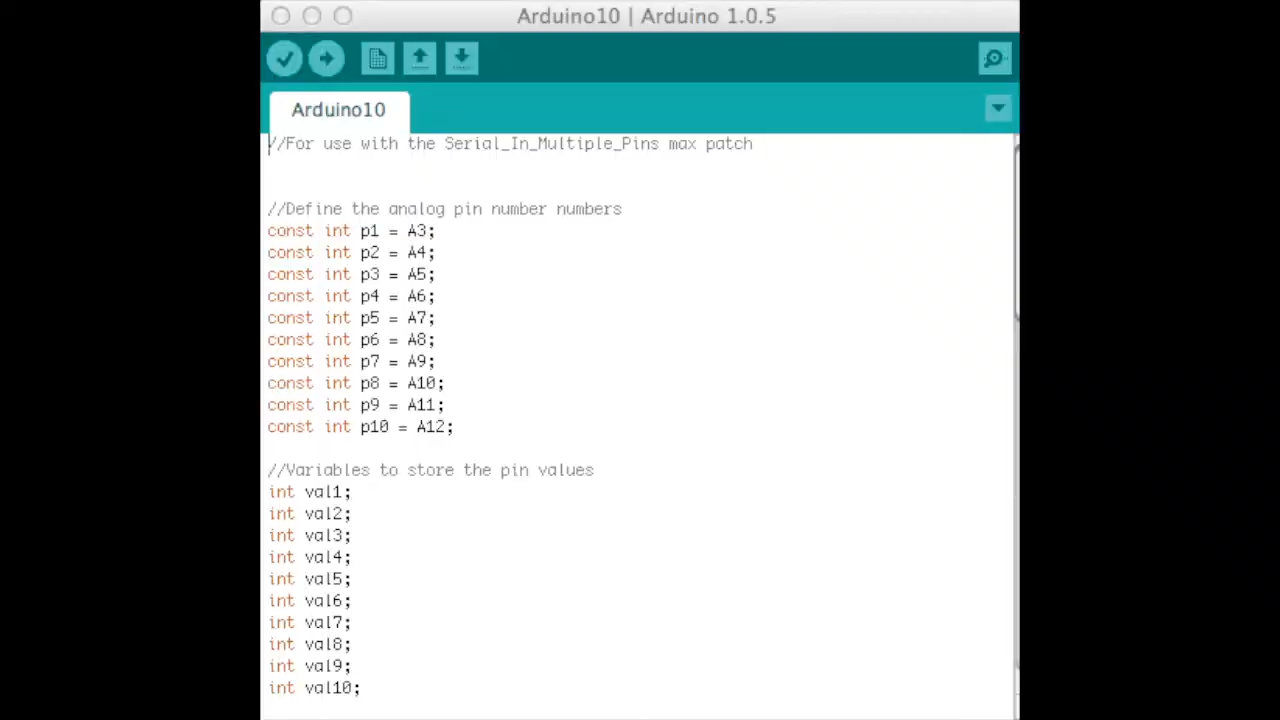 Arduino10 | Arduino 1.0.5
Arduino10
//For use with the Serial_In_Multiple_Pins max patch
//Define the analog pin number numbers
const int p1 = A3;
const int p2 = A4;
const int p3 = A5;
const int p4 = A6;
const int p5 = A7;
const int p6 = A8;
const int p7 = A9;
const int p8 = A10;
const int p9 = A11;
const int p10 = A12;
//Variables to store the pin values
int val1;
int val2;
int val3;
int val4;
int val5;
int val6;
int val7;
int val8;
int val9;
int val10;